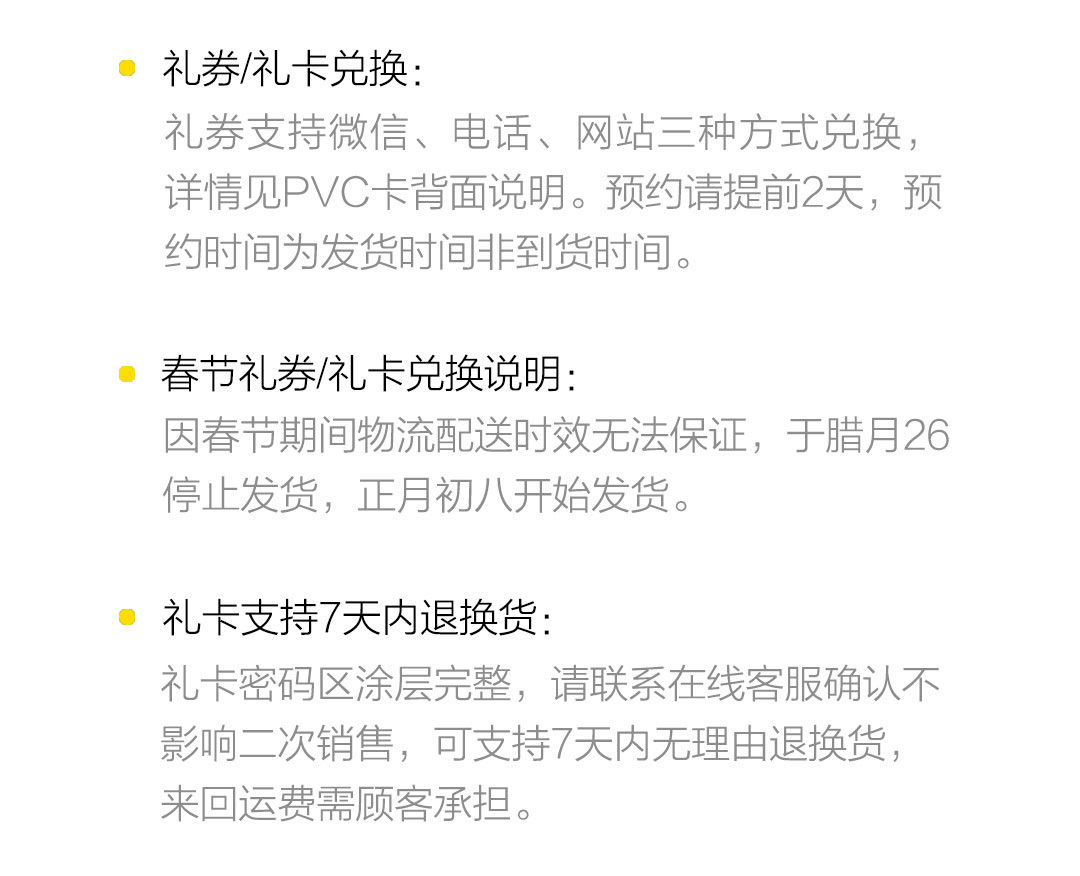 礼券/礼卡兑换:
礼券支持微信、电话、网站三种方式兑换,
详情见PVC卡背面说明。预约请提前2天,预
约时间为发货时间非到货时间。
春节礼券/礼卡兑换说明:
因春节期间物流配送时效无法保证,于腊月26
停止发货,正月初八开始发货。
礼卡支持7天内退换货:
礼卡密码区涂层完整,请联系在线客服确认不
影响二次销售,可支持7天内无理由退换货,
来回运费需顾客承担。